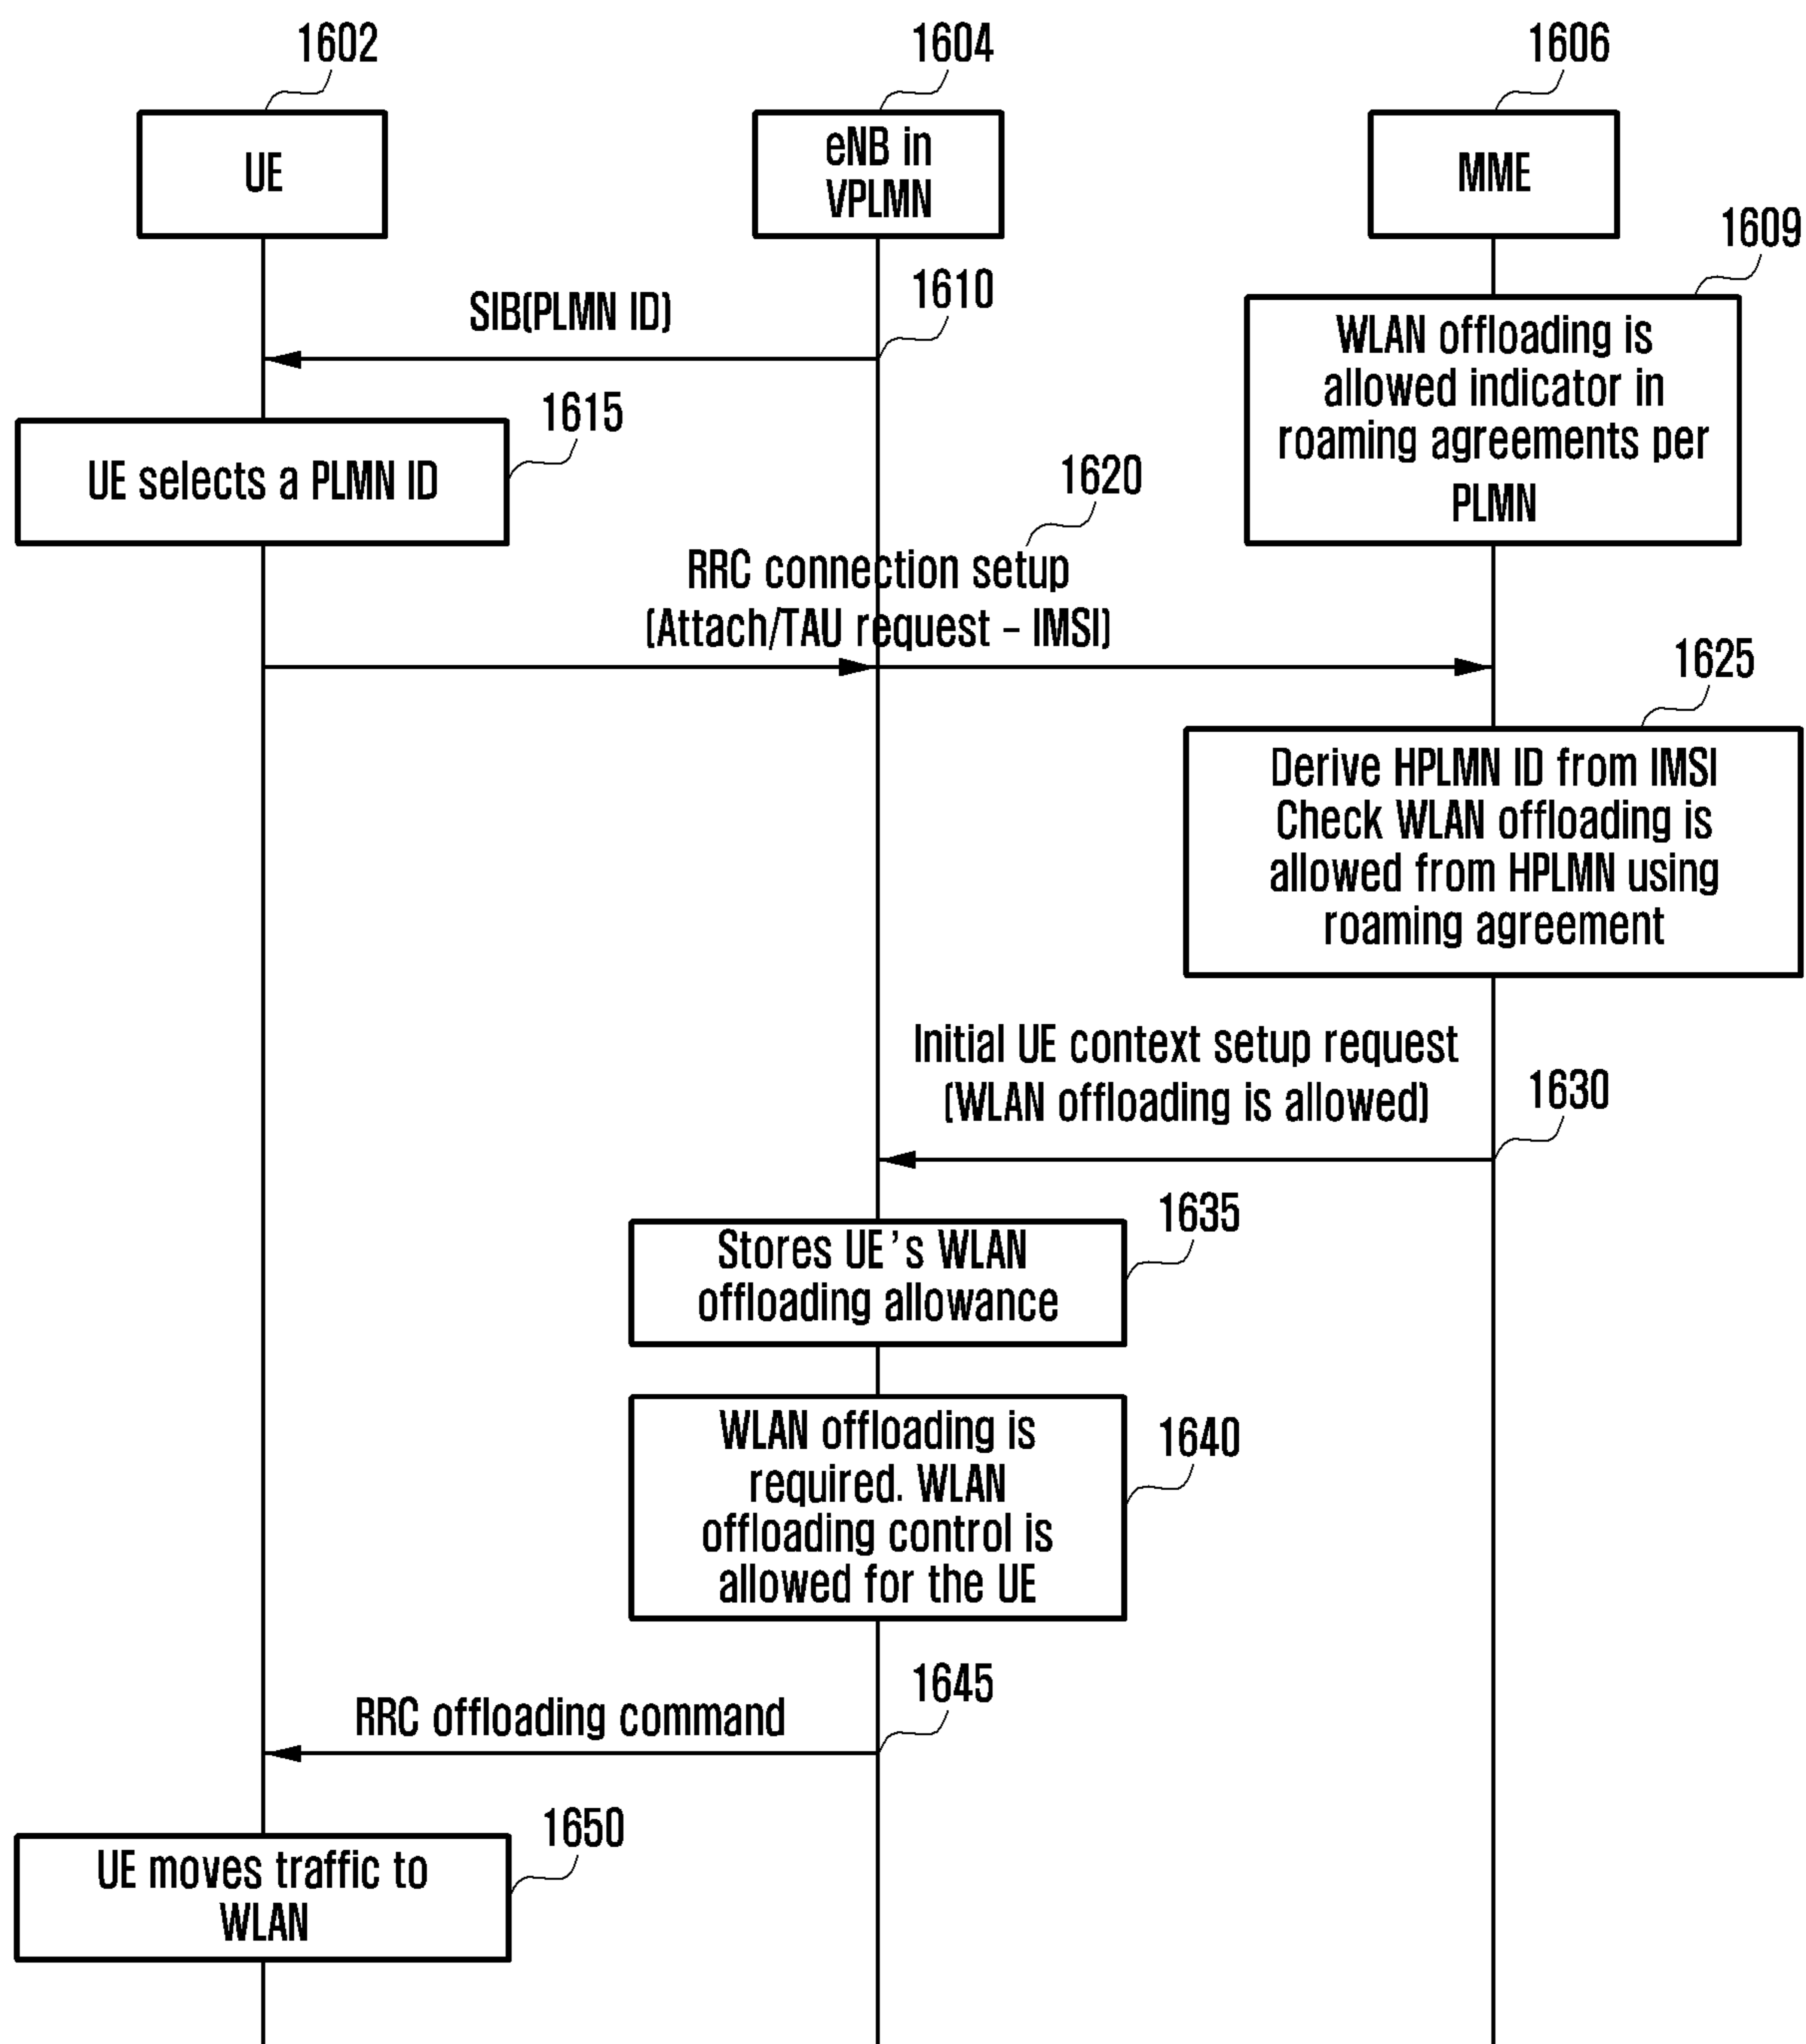 1602
1604
1606
UE
eNB in
VPLMN
MME
1609
SIB(PLMN ID)
1610
WLAN offloading is
allowed indicator in
roaming agreements per
PLMN
1615
UE selects a PLMN ID
1620
RRC connection setup
(Attach/TAU request – IMSI)
1625
Derive HPLMN ID from IMSI
Check WLAN offloading is
allowed from HPLMN using
roaming agreement
Initial UE context setup request
(WLAN offloading is allowed)
1630
1635
Stores UE's WLAN
offloading allowance
1640
WLAN offloading is
required. WLAN
offloading control is
allowed for the UE
1645
RRC offloading command
1650
UE moves traffic to
WLAN